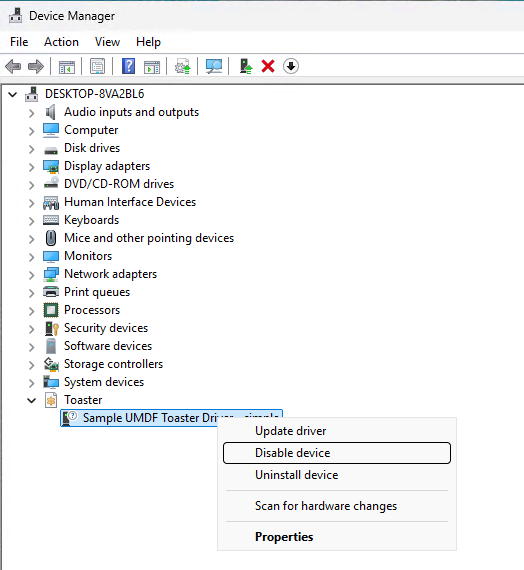 Device Manager
File Action View Help
DESKTOP-8VA2BL6
Audio inputs and outputs
Computer
Disk drives
Display adapters
DVD/CD-ROM drives
Human Interface Devices
Keyboards
Mice and other pointing devices
Monitors
Network adapters
Print queues
Processors
Security devices
Software devices
Storage controllers
System devices
Toaster
Sample UMDF Toaster Driver - simple
Update driver
Disable device
Uninstall device
Scan for hardware changes
Properties